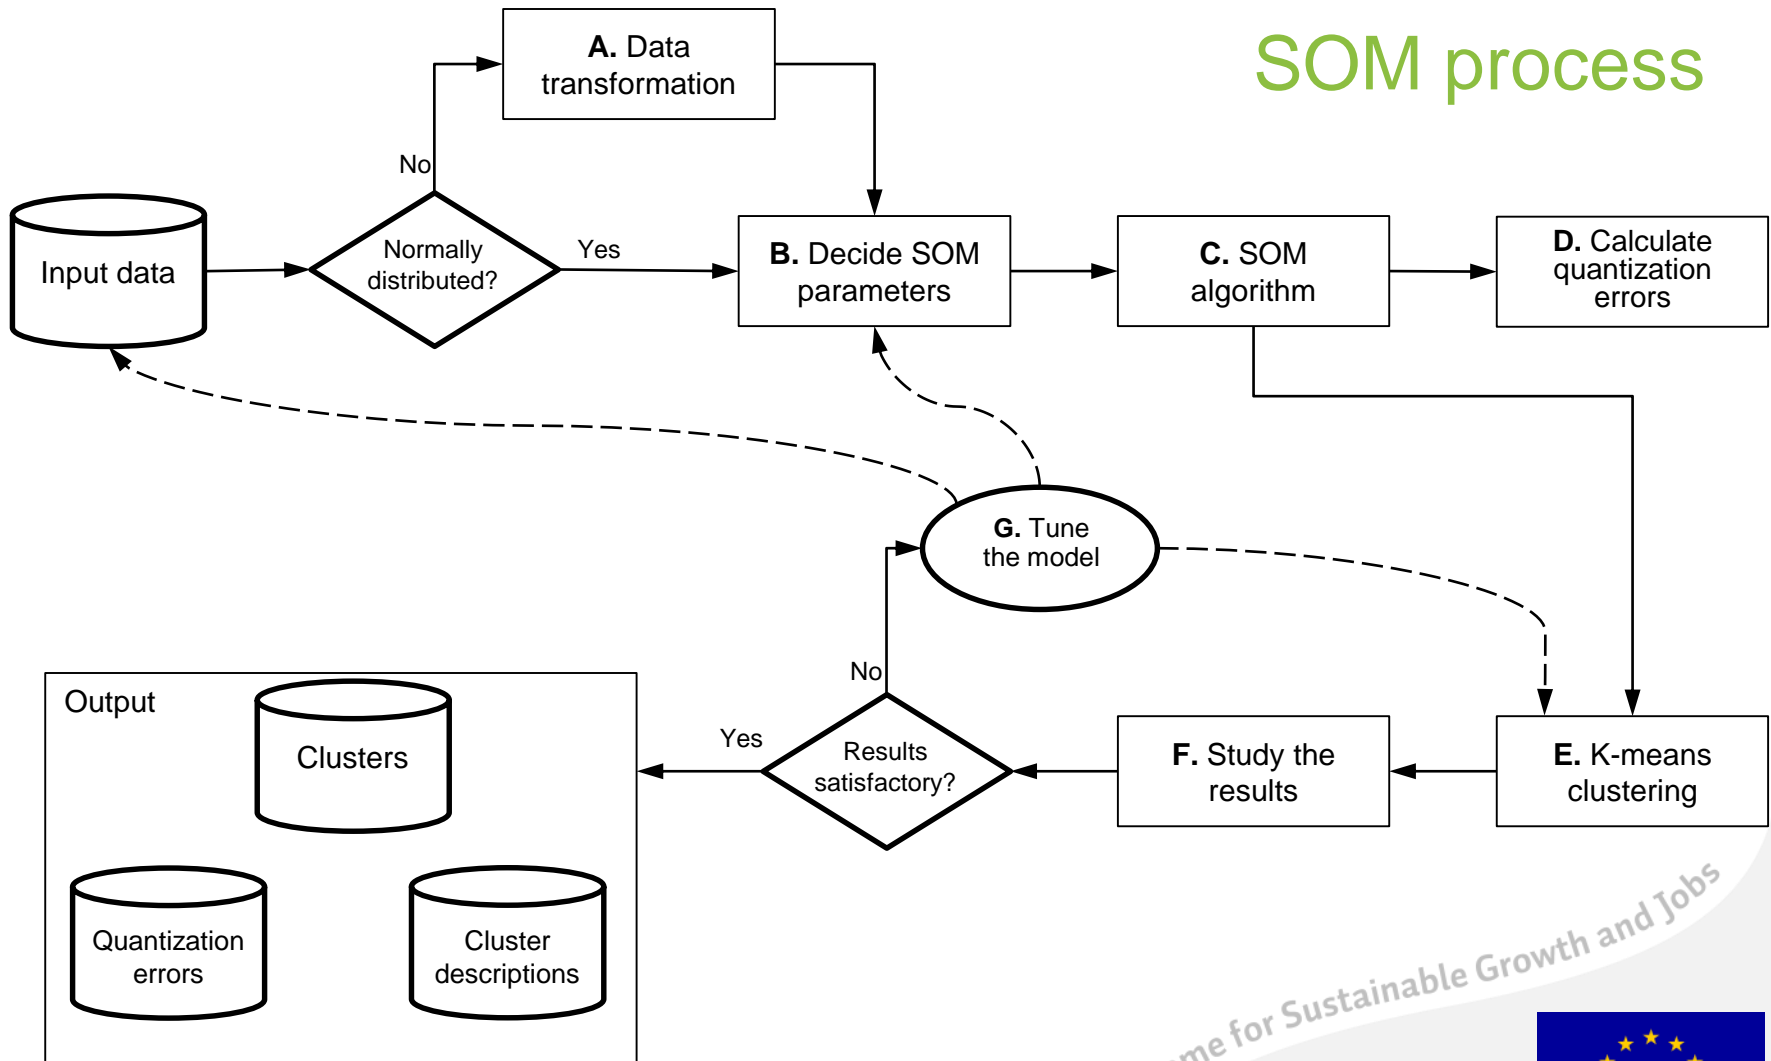 SOM process
A. Data
transformation
No
Input data
Normally
distributed?
Yes
B. Decide SOM
parameters
C. SOM
algorithm
D. Calculate
quantization
errors
G. Tune
the model
No
Output
Clusters
Yes
Results
satisfactory?
F. Study the
results
E. K-means
clustering
Quantization
errors
Cluster
descriptions
for Sustainable Growth and Jobs